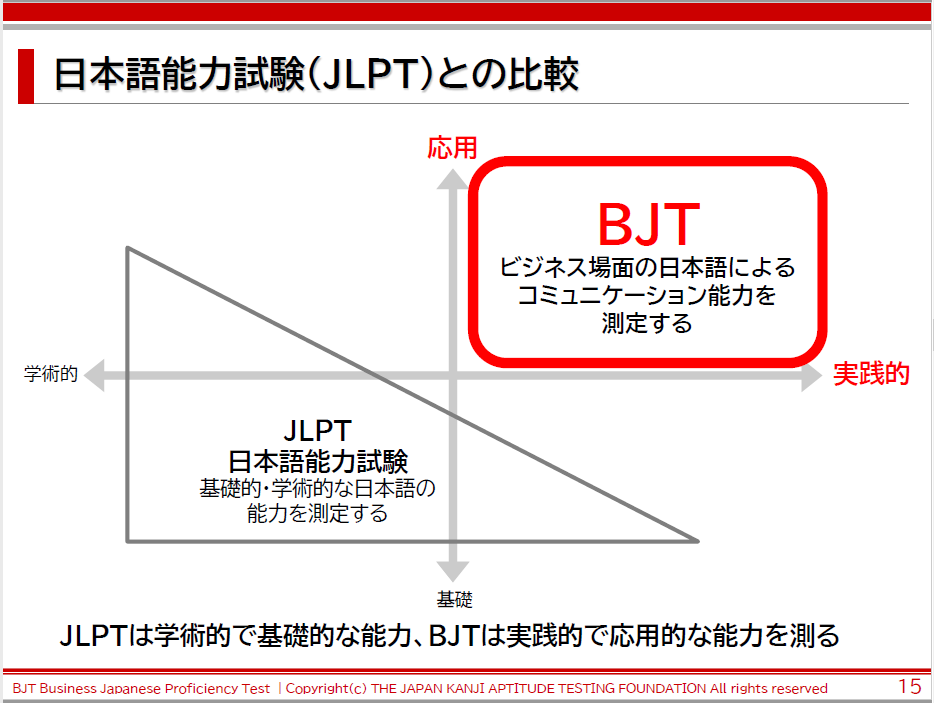 日本語能力試験（JLPT）との比較
応用
BJT
ビジネス場面の日本語による
コミュニケーション能力を
測定する
学術的
実践的
JLPT
日本語能力試験
基礎的・学術的な日本語の
能力を測定する
基礎
JLPTは学術的で基礎的な能力、BJTは実践的で応用的な能力を測る
BJT Business Japanese Proficiency Test ｜Copyright(c) THE JAPAN KANJI APTITUDE TESTING FOUNDATION All rights reserved
15